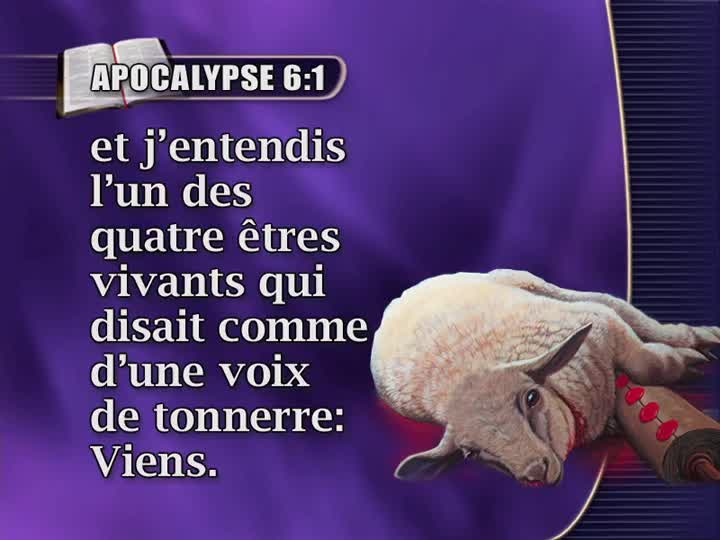 APOCALYPSE 6:1
et j’entendis
l’un des
quatre êtres
vivants qui
disait comme
d’une voix
de tonnerre:
Viens.